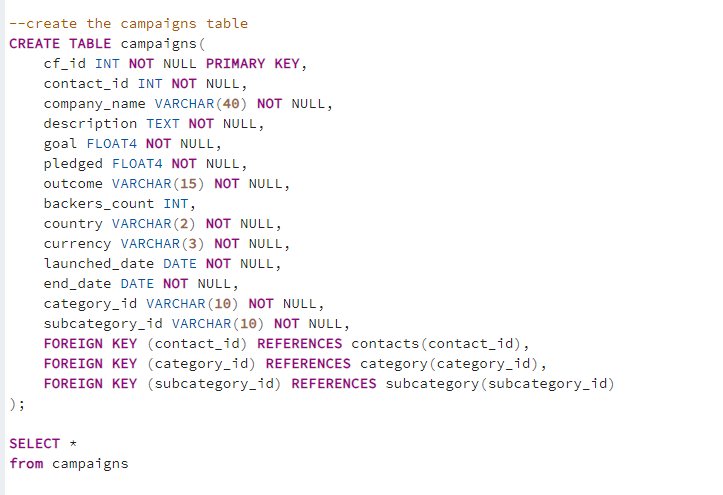 --create the campaigns table
CREATE TABLE campaigns(
    cf_id INT NOT NULL PRIMARY KEY,
    contact_id INT NOT NULL,
    company_name VARCHAR(40) NOT NULL,
    description TEXT NOT NULL,
    goal FLOAT4 NOT NULL,
    pledged FLOAT4 NOT NULL,
    outcome VARCHAR(15) NOT NULL,
    backers_count INT,
    country VARCHAR(2) NOT NULL,
    currency VARCHAR(3) NOT NULL,
    launched_date DATE NOT NULL,
    end_date DATE NOT NULL,
    category_id VARCHAR(10) NOT NULL,
    subcategory_id VARCHAR(10) NOT NULL,
    FOREIGN KEY (contact_id) REFERENCES contacts(contact_id),
    FOREIGN KEY (category_id) REFERENCES category(category_id),
    FOREIGN KEY (subcategory_id) REFERENCES subcategory(subcategory_id)
);
SELECT *
from campaigns